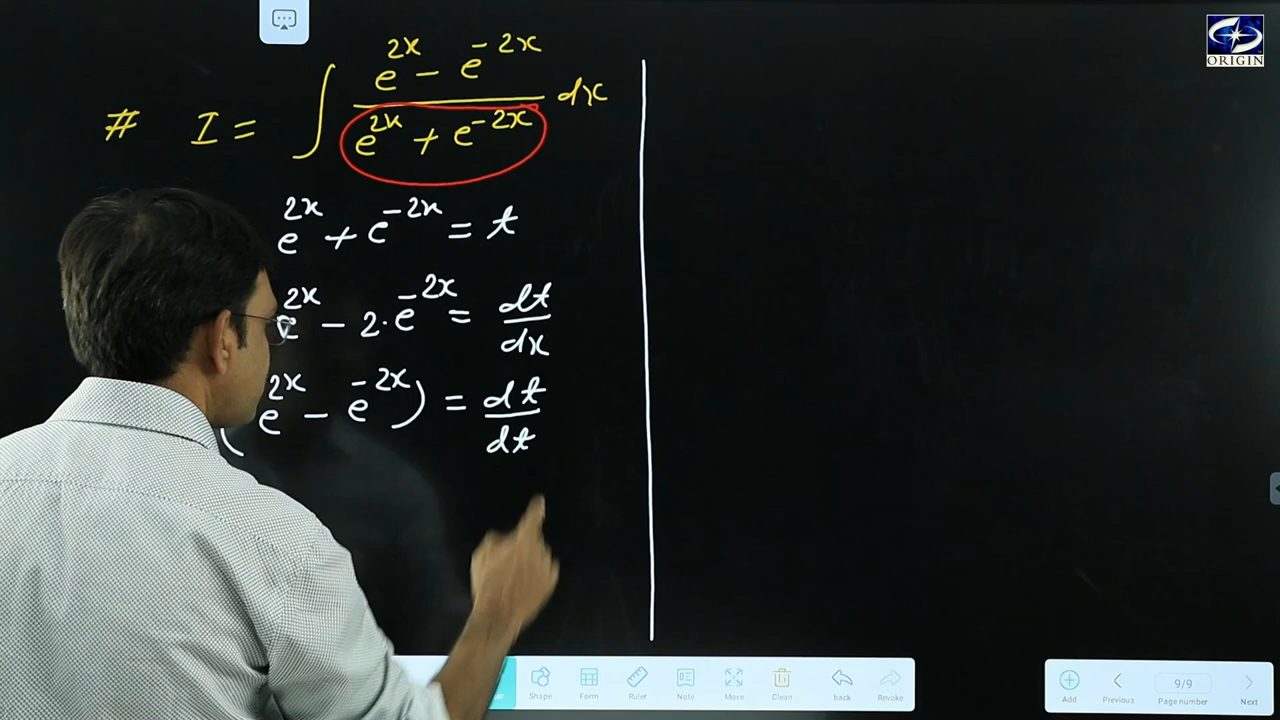 # I = ∫ (e^{2x} - e^{-2x}) / (e^{2x} + e^{-2x}) dx
e^{2x} + e^{-2x} = t
e^{2x} - 2·e^{-2x} = dt/dx
( e^{2x} - e^{-2x} ) = dt/dt
ORIGIN
Shape Form Ruler Note Move Clean back Revoke
Add Previous 9/9 Page number Next